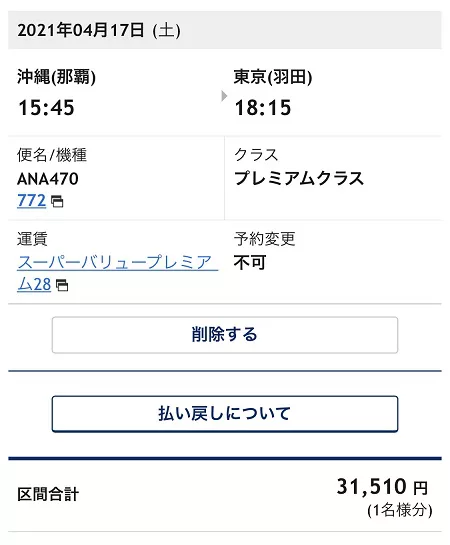 2021年04月17日 (土)
沖縄(那覇) 東京(羽田)
15:45 18:15
便名/機種 クラス
ANA470 プレミアムクラス
772
運賃 予約変更
スーパーバリュープレミア 不可
ム28
削除する
払い戻しについて
区間合計 31,510 円
(1名様分)